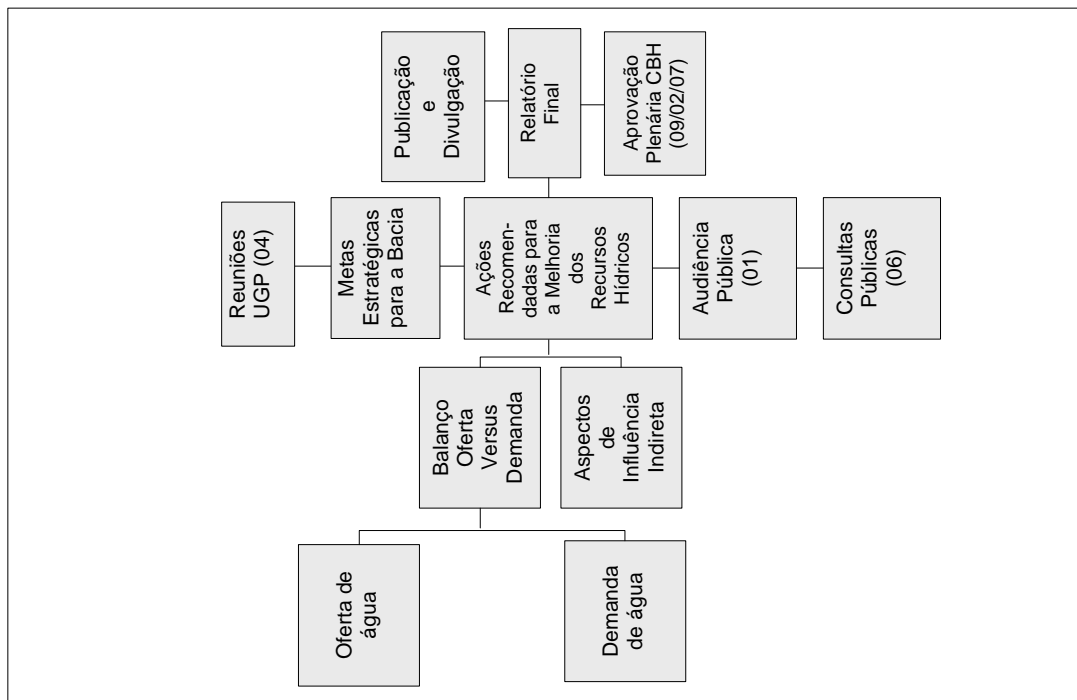 Oferta de
água
Demanda
de água
Balanço
Oferta
Versus
Demanda
Aspectos
de
Influência
Indireta
Reuniões
UGP (04)
Metas
Estratégicas
para a Bacia
Ações
Recomen-
dadas para
a Melhoria
dos
Recursos
Hídricos
Audiência
Pública
(01)
Consultas
Públicas
(06)
Publicação
e
Divulgação
Relatório
Final
Aprovação
Plenária CBH
(09/02/07)